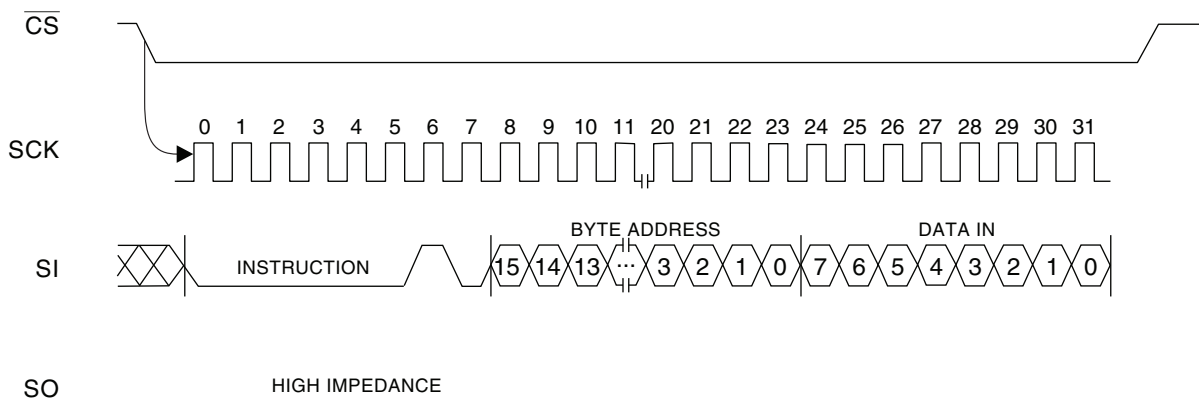 CS
SCK 0 1 2 3 4 5 6 7 8 9 10 11 20 21 22 23 24 25 26 27 28 29 30 31
BYTE ADDRESS DATA IN
SI INSTRUCTION 15 14 13 ... 3 2 1 0 7 6 5 4 3 2 1 0
SO HIGH IMPEDANCE